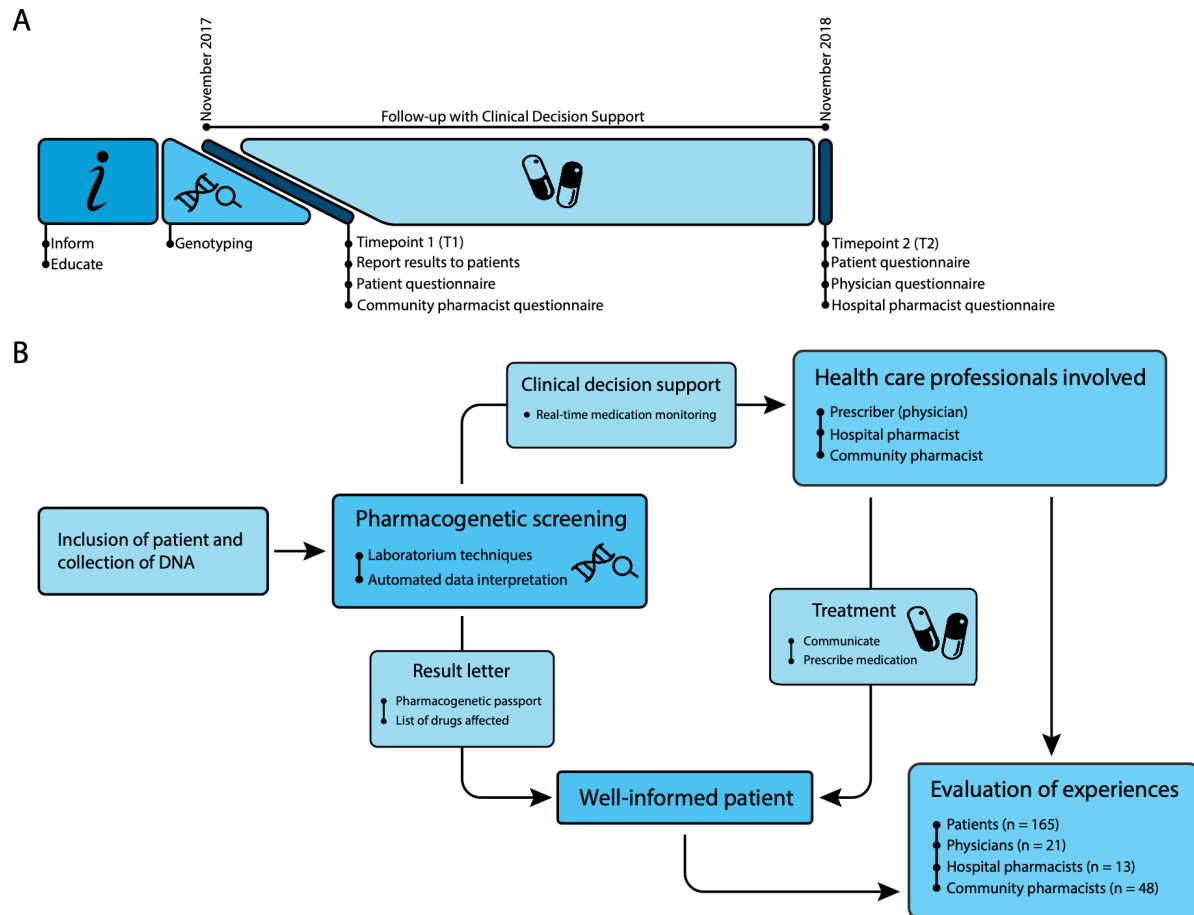 A
November 2017
November 2018
Follow-up with Clinical Decision Support
i
Inform
Educate
Genotyping
Timepoint 1 (T1)
Report results to patients
Patient questionnaire
Community pharmacist questionnaire
Timepoint 2 (T2)
Patient questionnaire
Physician questionnaire
Hospital pharmacist questionnaire
B
Clinical decision support
Real-time medication monitoring
Health care professionals involved
Prescriber (physician)
Hospital pharmacist
Community pharmacist
Inclusion of patient and
collection of DNA
Pharmacogenetic screening
Laboratorium techniques
Automated data interpretation
Treatment
Communicate
Prescribe medication
Result letter
Pharmacogenetic passport
List of drugs affected
Well-informed patient
Evaluation of experiences
Patients (n = 165)
Physicians (n = 21)
Hospital pharmacists (n = 13)
Community pharmacists (n = 48)